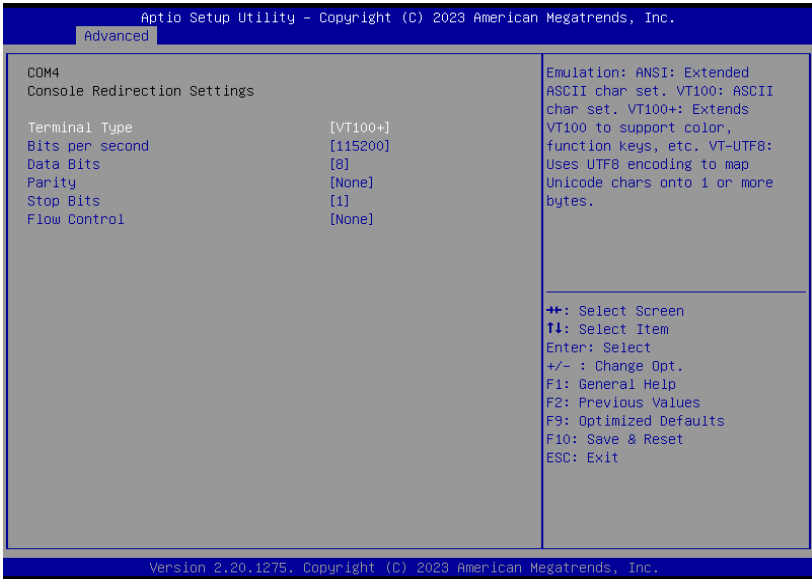 Aptio Setup Utility – Copyright (C) 2023 American Megatrends, Inc.
Advanced
COM4
Console Redirection Settings
Terminal Type [VT100+]
Bits per second [115200]
Data Bits [8]
Parity [None]
Stop Bits [1]
Flow Control [None]
Emulation: ANSI: Extended
ASCII char set. VT100: ASCII
char set. VT100+: Extends
VT100 to support color,
function keys, etc. VT-UTF8:
Uses UTF8 encoding to map
Unicode chars onto 1 or more
bytes.
→←: Select Screen
↑↓: Select Item
Enter: Select
+/- : Change Opt.
F1: General Help
F2: Previous Values
F9: Optimized Defaults
F10: Save & Reset
ESC: Exit
Version 2.20.1275. Copyright (C) 2023 American Megatrends, Inc.